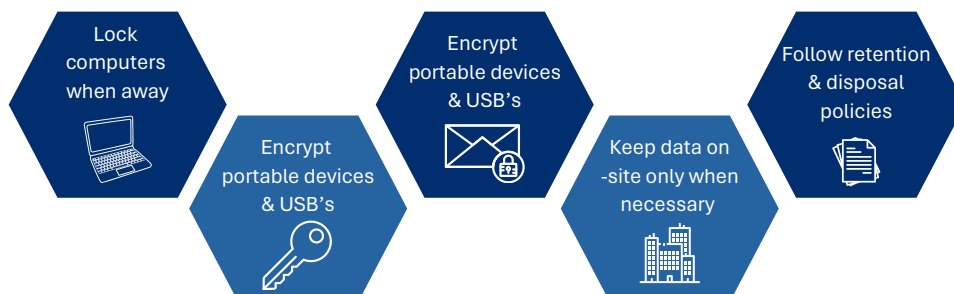 Lock
computers
when away
Encrypt
portable devices
& USB's
Encrypt
portable devices
& USB's
Keep data on
-site only when
necessary
Follow retention
& disposal
policies